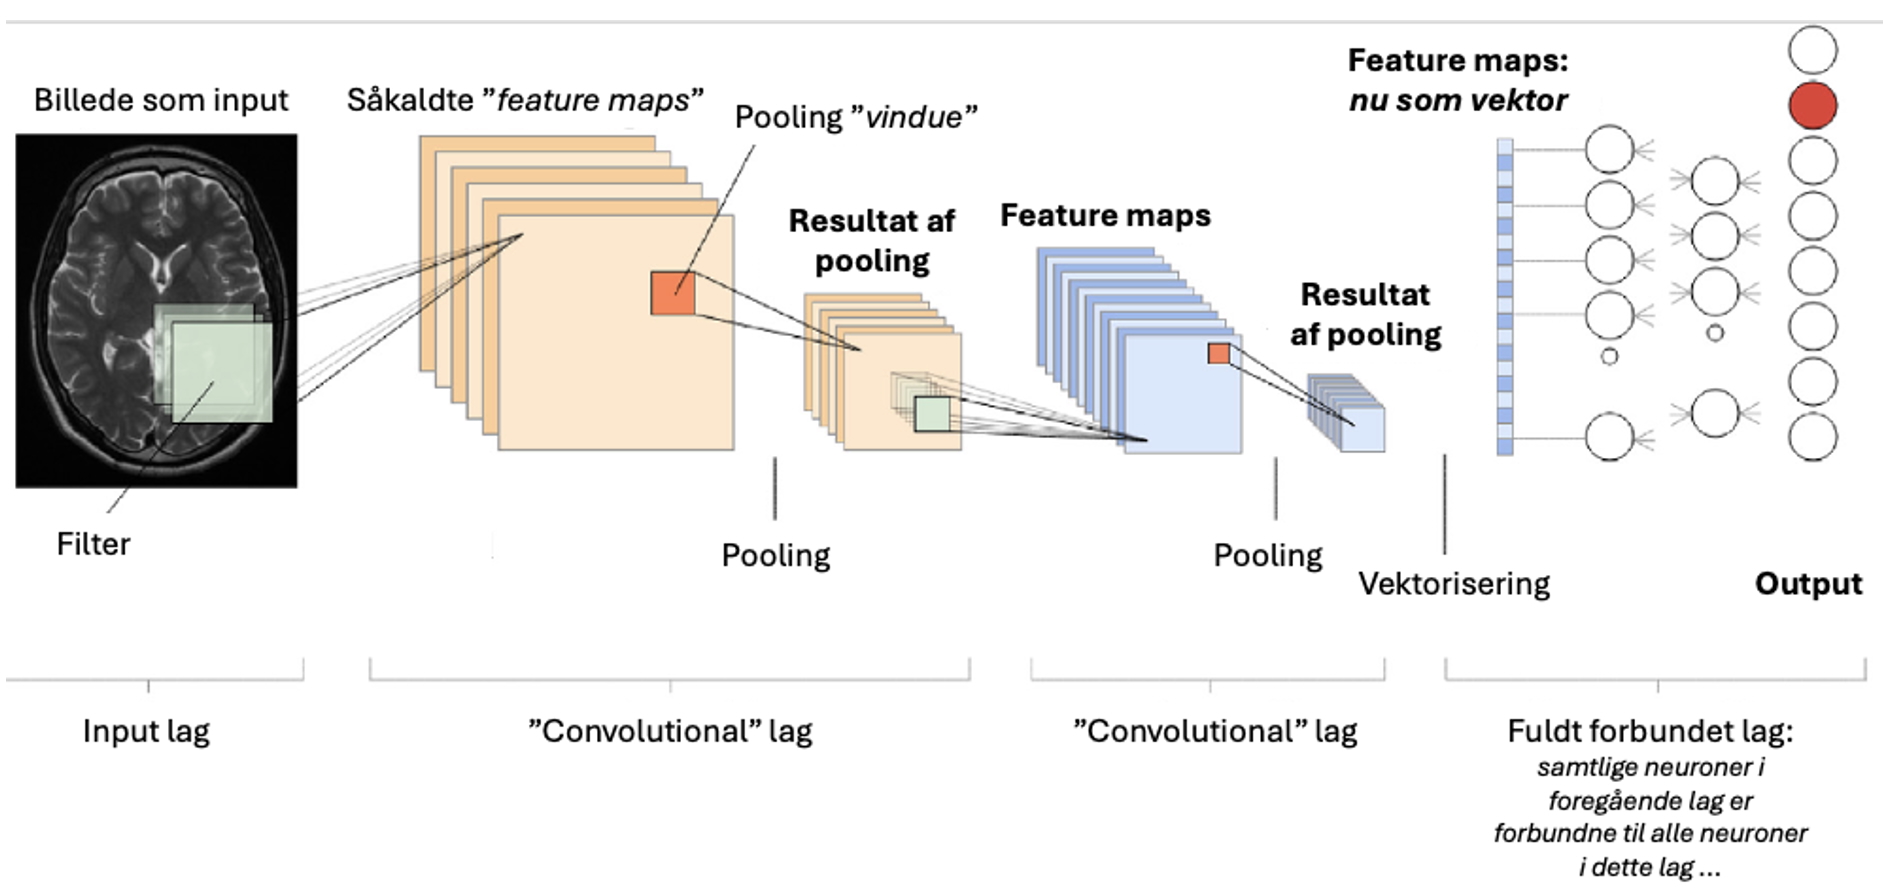 Billede som input
Såkaldte ”feature maps”
Pooling ”vindue”
Feature maps:
nu som vektor
Resultat af
pooling
Feature maps
Resultat
af pooling
Filter
Pooling
Pooling
Vektorisering
Output
Input lag
”Convolutional” lag
”Convolutional” lag
Fuldt forbundet lag:
samtlige neuroner i
foregående lag er
forbundne til alle neuroner
i dette lag ...